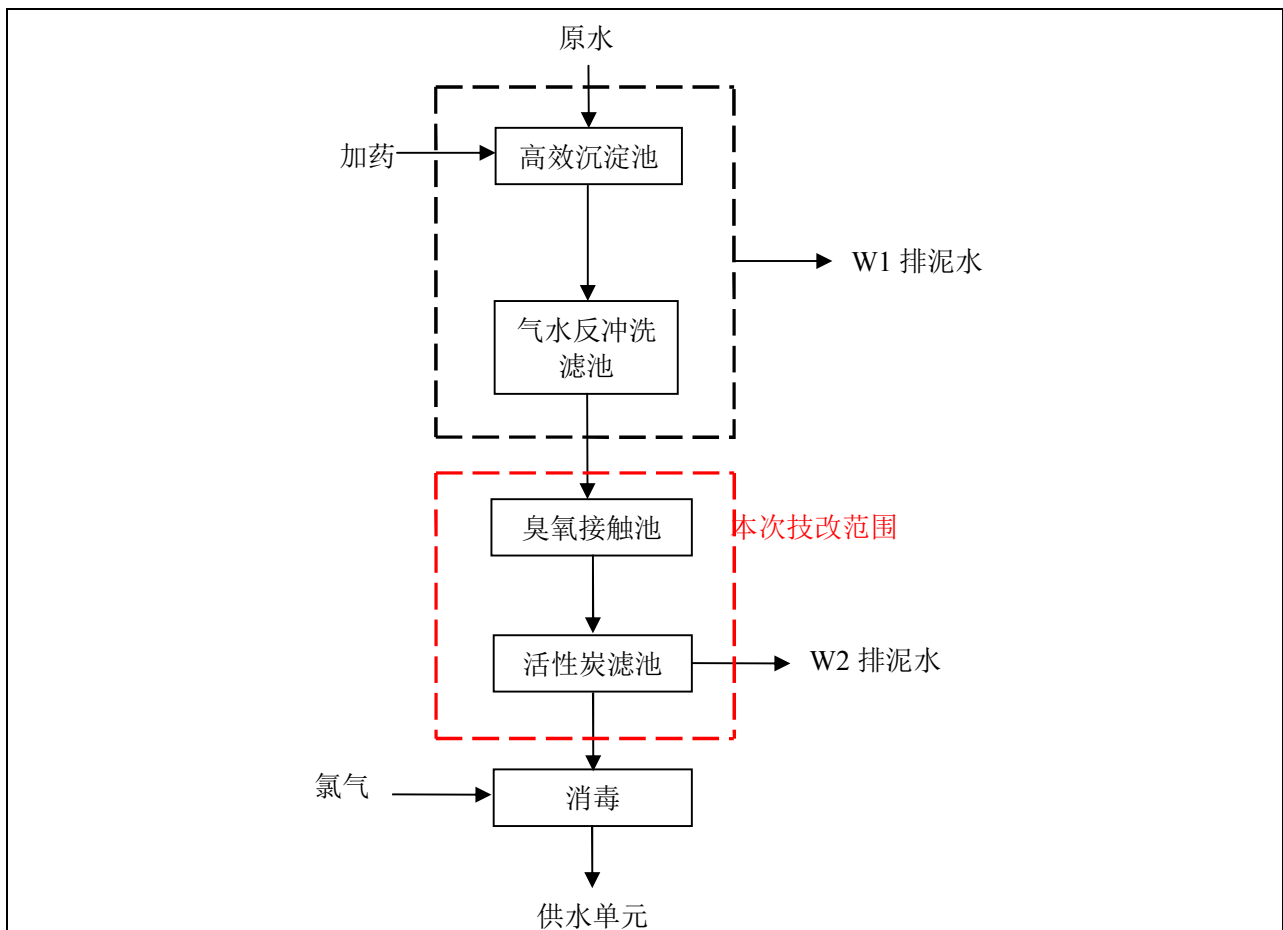 原水
加药
高效沉淀池
W1 排泥水
气水反冲洗
滤池
臭氧接触池
本次技改范围
活性炭滤池
W2 排泥水
氯气
消毒
供水单元